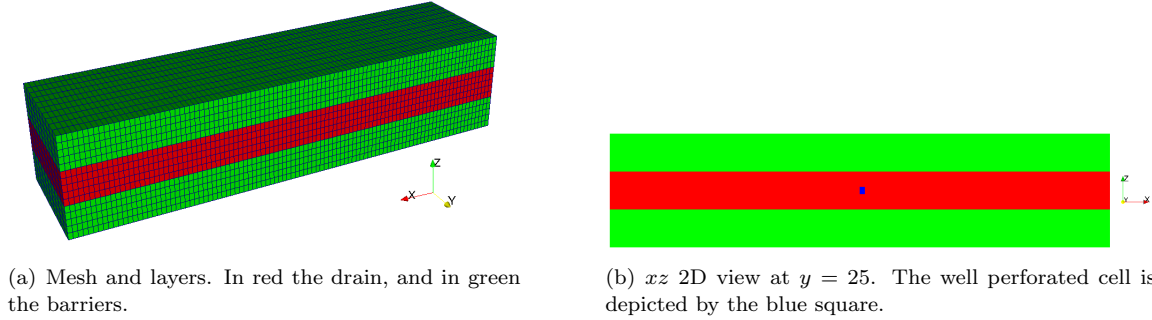 Z
X
Y
Z
Y
X
(a) Mesh and layers. In red the drain, and in green
the barriers.
(b) xz 2D view at y = 25. The well perforated cell is
depicted by the blue square.